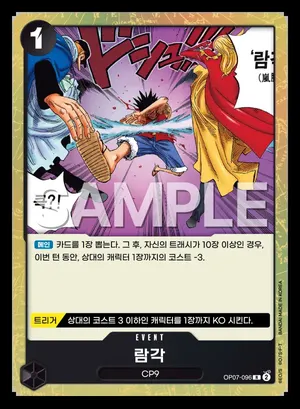 1
람각
(嵐脚
SAMPLE
메인 카드를 1장 뽑는다. 그 후, 자신의 트래시가 10장 이상인 경우,
이번 턴 동안, 상대의 캐릭터 1장까지의 코스트 -3.
트리거 상대의 코스트 3 이하인 캐릭터를 1장까지 KO 시킨다.
EVENT
람각
CP9
OP07-096 R 2